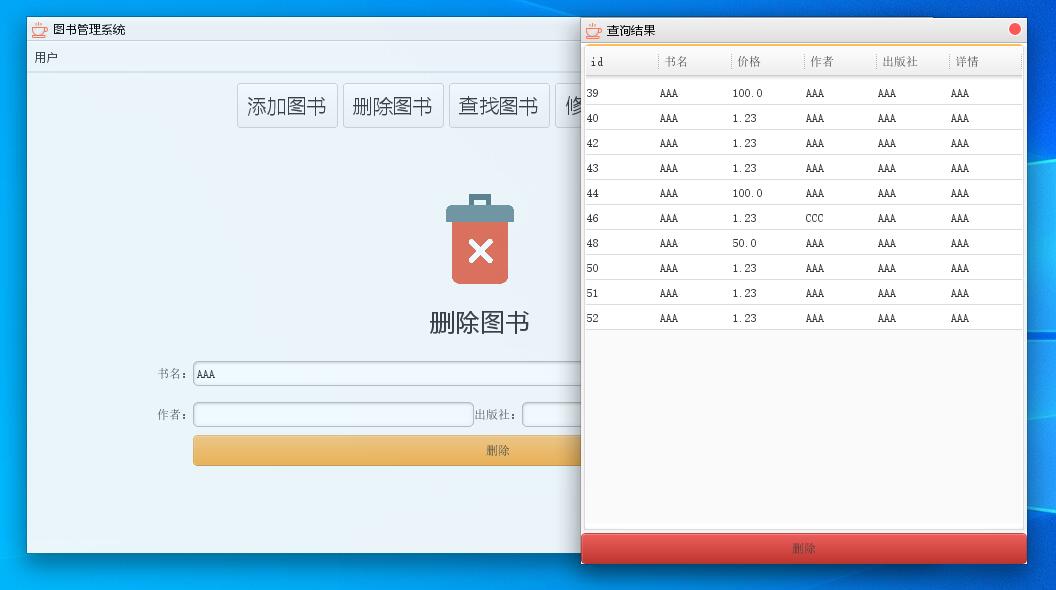 图书管理系统
用户
添加图书 删除图书 查找图书
删除图书
书名: AAA
作者: 出版社:
删除
查询结果
id 书名 价格 作者 出版社 详情
39 AAA 100.0 AAA AAA AAA
40 AAA 1.23 AAA AAA AAA
42 AAA 1.23 AAA AAA AAA
43 AAA 1.23 AAA AAA AAA
44 AAA 100.0 AAA AAA AAA
46 AAA 1.23 CCC AAA AAA
48 AAA 50.0 AAA AAA AAA
50 AAA 1.23 AAA AAA AAA
51 AAA 1.23 AAA AAA AAA
52 AAA 1.23 AAA AAA AAA
删除